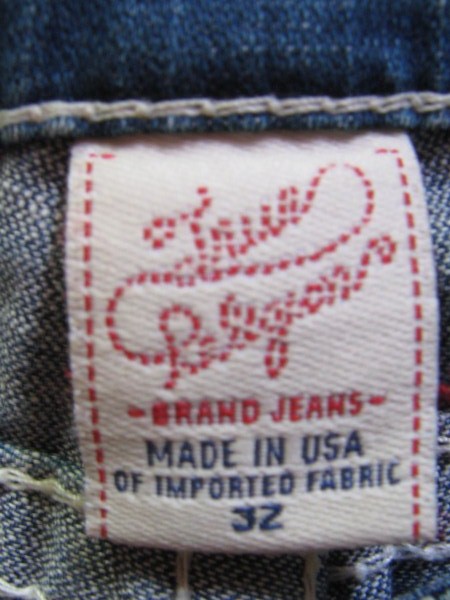 True
Religion
-BRAND JEANS-
MADE IN USA
OF IMPORTED FABRIC
32